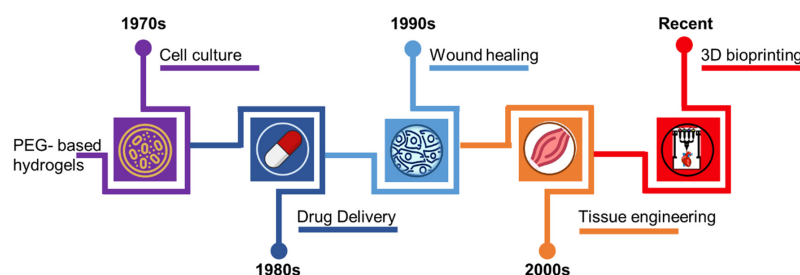 1970s
Cell culture
1990s
Wound healing
Recent
3D bioprinting
PEG- based
hydrogels
Drug Delivery
1980s
Tissue engineering
2000s